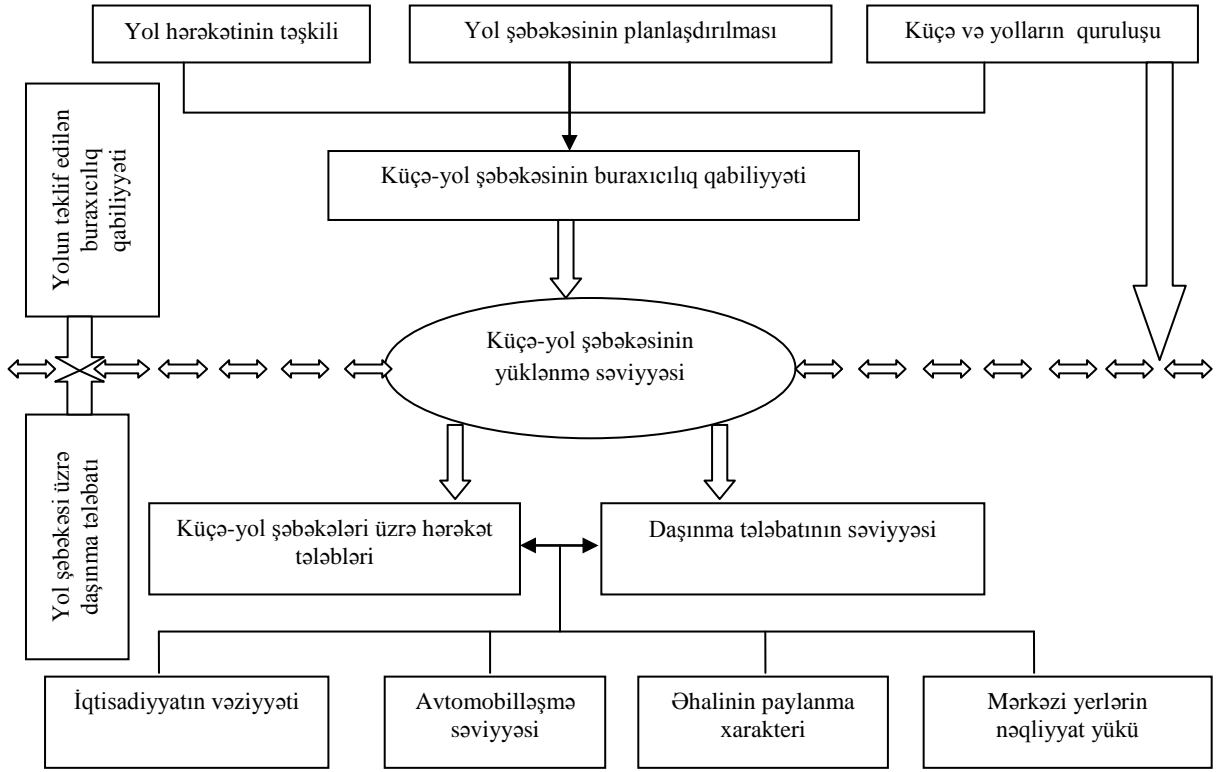 Yol hərəkətinin təşkili
Yol şəbəkəsinin planlaşdırılması
Küçə və yolların quruluşu
Yolun təklif edilən
buraxıcılıq
qabiliyyəti
Küçə-yol şəbəkəsinin buraxıcılıq qabiliyyəti
Küçə-yol şəbəkəsinin
yüklənmə səviyyəsi
Yol şəbəkəsi üzrə
daşınma tələbatı
Küçə-yol şəbəkələri üzrə hərəkət
tələbləri
Daşınma tələbatının səviyyəsi
İqtisadiyyatın vəziyyəti
Avtomobilləşmə
səviyyəsi
Əhalinin paylanma
xarakteri
Mərkəzi yerlərin
nəqliyyat yükü